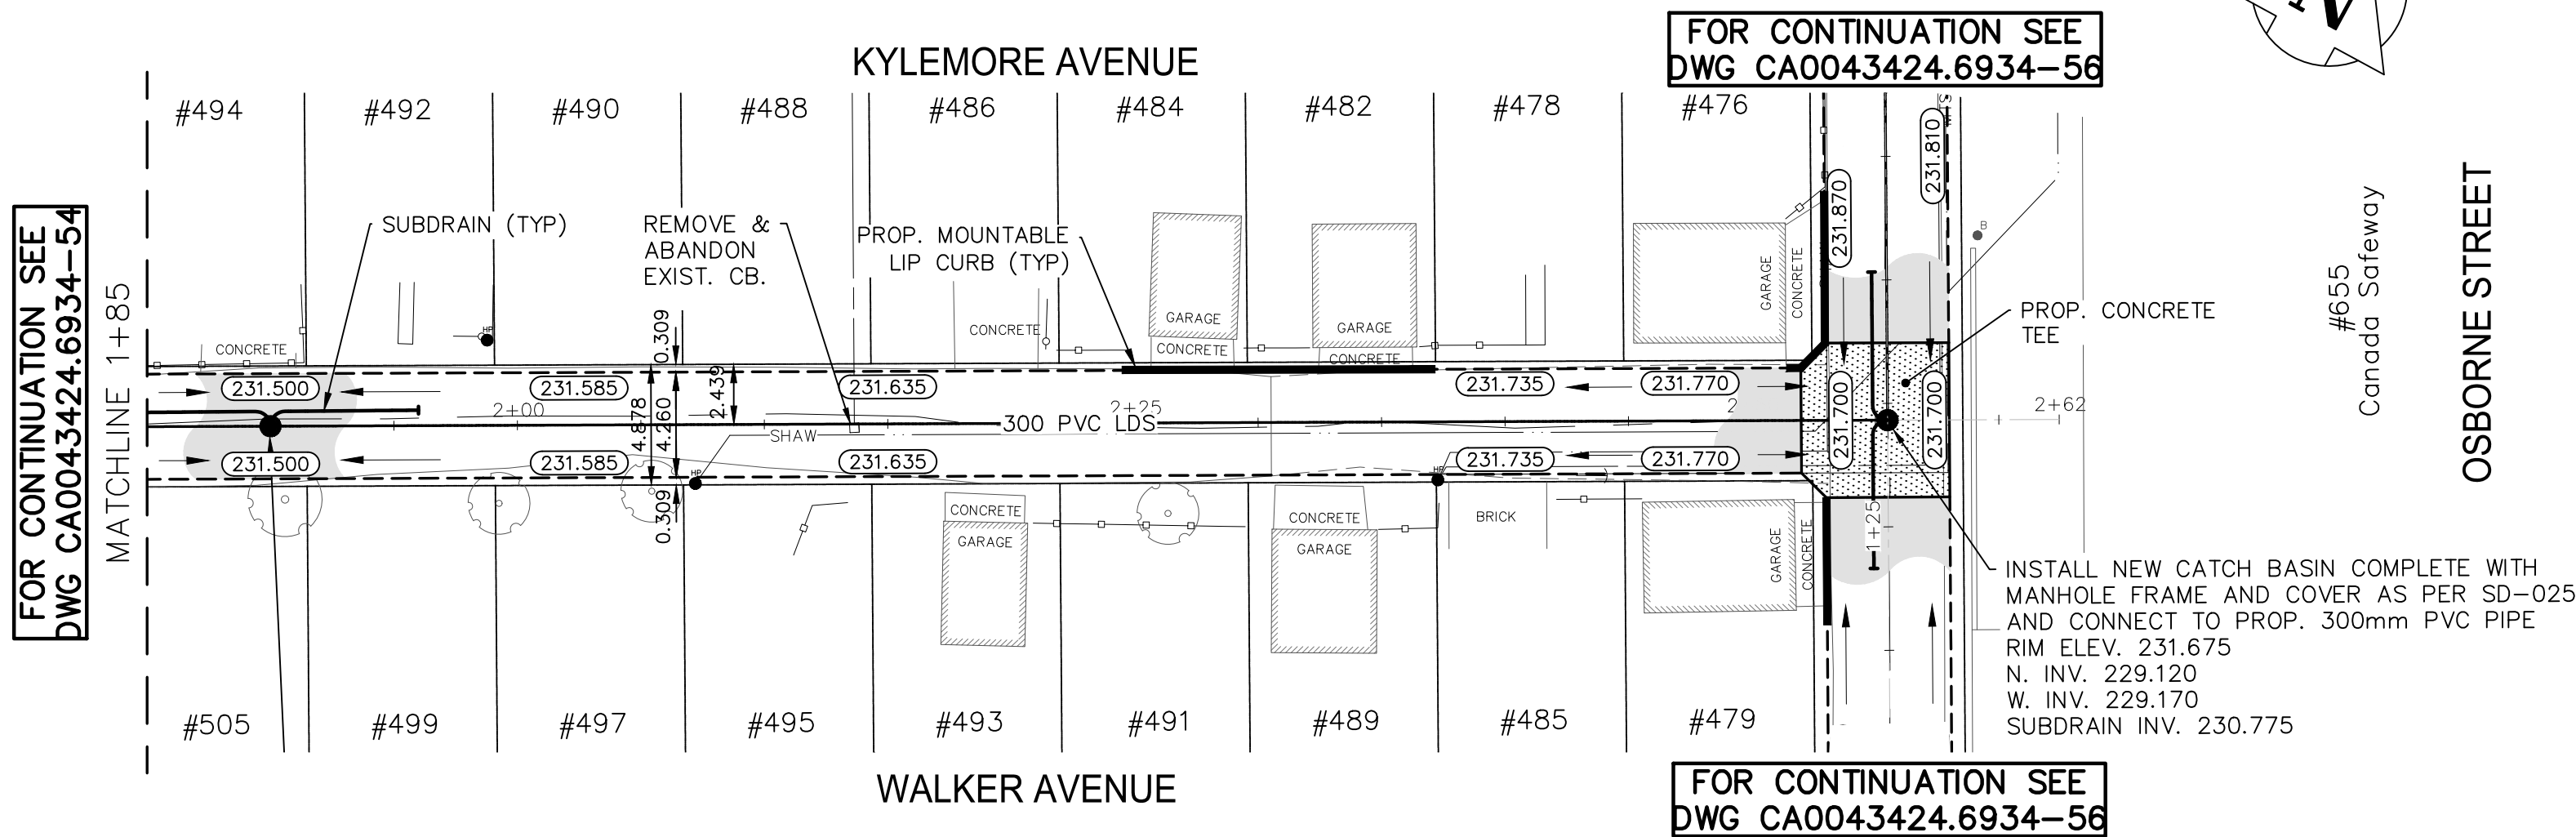 KYLEMORE AVENUE
FOR CONTINUATION SEE
DWG CA0043424.6934-56
N
#494
#492
#490
#488
#486
#484
#482
#478
#476
231.810
231.870
FOR CONTINUATION SEE
DWG CA0043424.6934-54
MATCHLINE 1+85
SUBDRAIN (TYP)
REMOVE &
ABANDON
EXIST. CB.
PROP. MOUNTABLE
LIP CURB (TYP)
GARAGE
GARAGE
GARAGE
CONCRETE
B
#655
Canada Safeway
OSBORNE STREET
PROP. CONCRETE
TEE
CONCRETE
HP
0.309
CONCRETE
CONCRETE
CONCRETE
231.500
231.585
2.439
231.635
231.735
231.770
231.700
231.700
2+00
4.878
4.260
2+25
2
2+62
300 PVC LDS
SHAW
231.500
231.585
231.635
231.735
231.770
HP
HP
0.309
CONCRETE
GARAGE
CONCRETE
GARAGE
BRICK
GARAGE
CONCRETE
1+25
INSTALL NEW CATCH BASIN COMPLETE WITH
MANHOLE FRAME AND COVER AS PER SD-025
AND CONNECT TO PROP. 300mm PVC PIPE
RIM ELEV. 231.675
N. INV. 229.120
W. INV. 229.170
SUBDRAIN INV. 230.775
#505
#499
#497
#495
#493
#491
#489
#485
#479
WALKER AVENUE
FOR CONTINUATION SEE
DWG CA0043424.6934-56